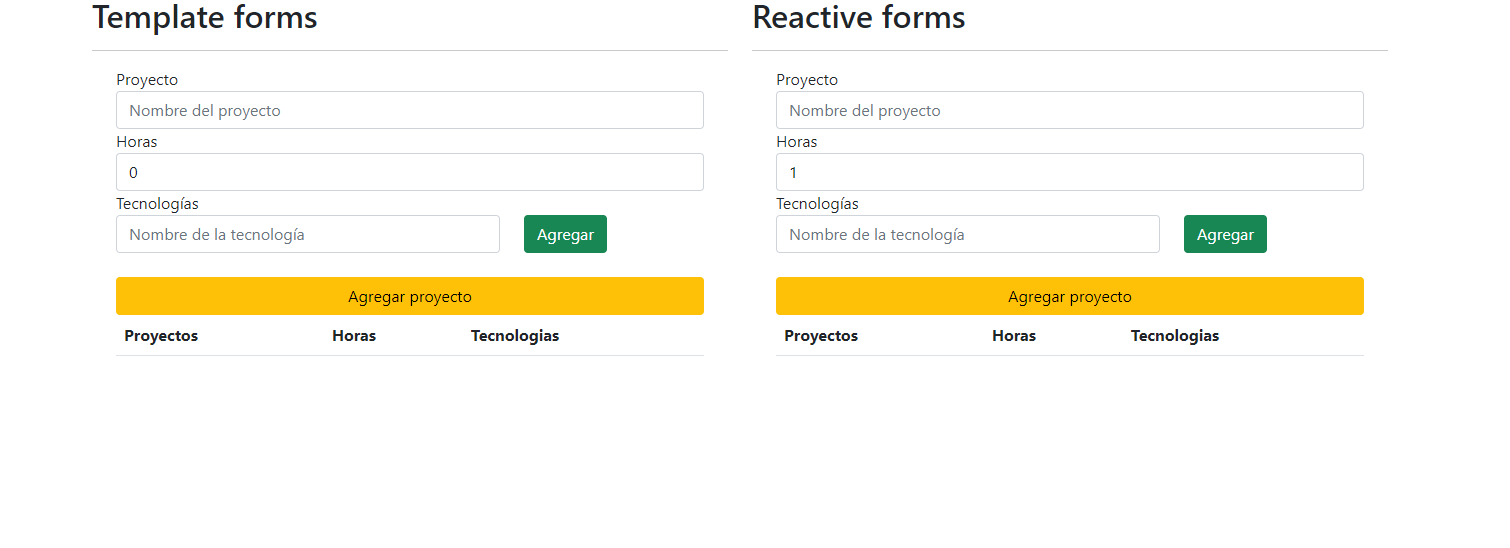 Template forms
Proyecto
Nombre del proyecto
Horas
0
Tecnologías
Nombre de la tecnología Agregar
Agregar proyecto
Proyectos Horas Tecnologias
Reactive forms
Proyecto
Nombre del proyecto
Horas
1
Tecnologías
Nombre de la tecnología Agregar
Agregar proyecto
Proyectos Horas Tecnologias